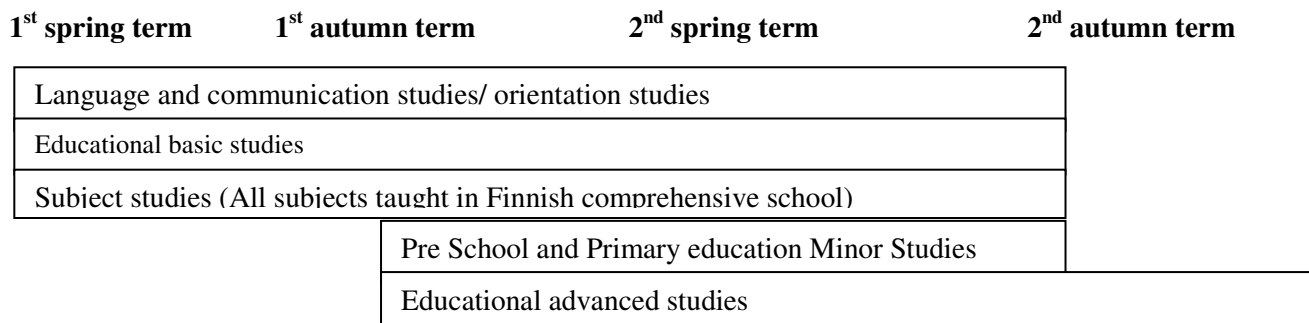 1st spring term 1st autumn term 2nd spring term 2nd autumn term
Language and communication studies/ orientation studies
Educational basic studies
Subject studies (All subjects taught in Finnish comprehensive school)
Pre School and Primary education Minor Studies
Educational advanced studies